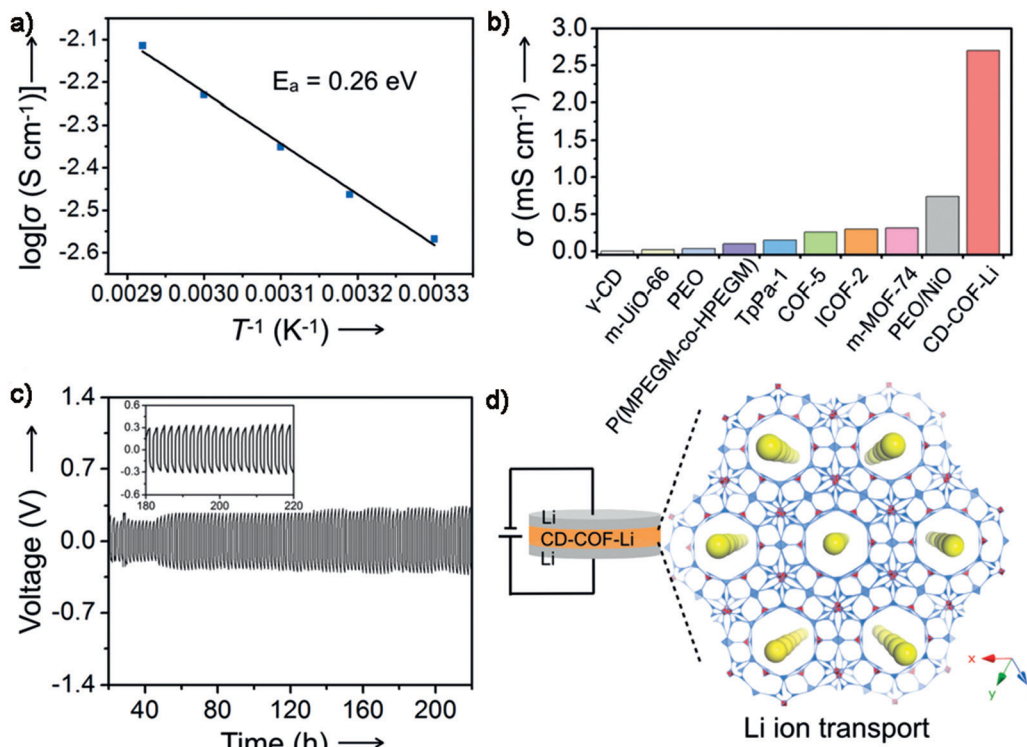 a)
log[σ (S cm-1)]
-2.1
-2.2
-2.3
-2.4
-2.5
-2.6
Ea = 0.26 eV
0.0029 0.0030 0.0031 0.0032 0.0033
T-1 (K-1)
b)
σ (mS cm-1)
3.0
2.5
2.0
1.5
1.0
0.5
0.0
γ-CD
m-UiO-66
PEO
P(MPEGM-co-HPEGM)
TpPa-1
COF-5
ICOF-2
m-MOF-74
PEO/NiO
CD-COF-Li
c)
Voltage (V)
1.4
0.7
0.0
-0.7
-1.4
0.6
0.3
0.0
-0.3
-0.6
180 200 220
40 80 120 160 200
Time (h)
d)
Li
CD-COF-Li
Li
x
y
Li ion transport